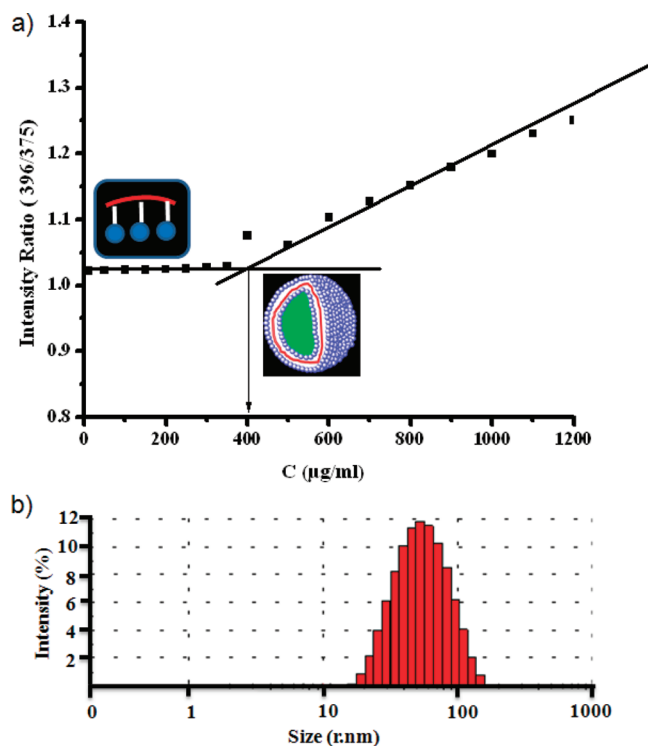 a)
1.4
1.3
1.2
1.1
1.0
0.9
0.8
Intensity Ratio ( 396/375)
0 200 400 600 800 1000 1200
C (µg/ml)
b)
12
10
8
6
4
2
Intensity (%)
0 1 10 100 1000
Size (r.nm)